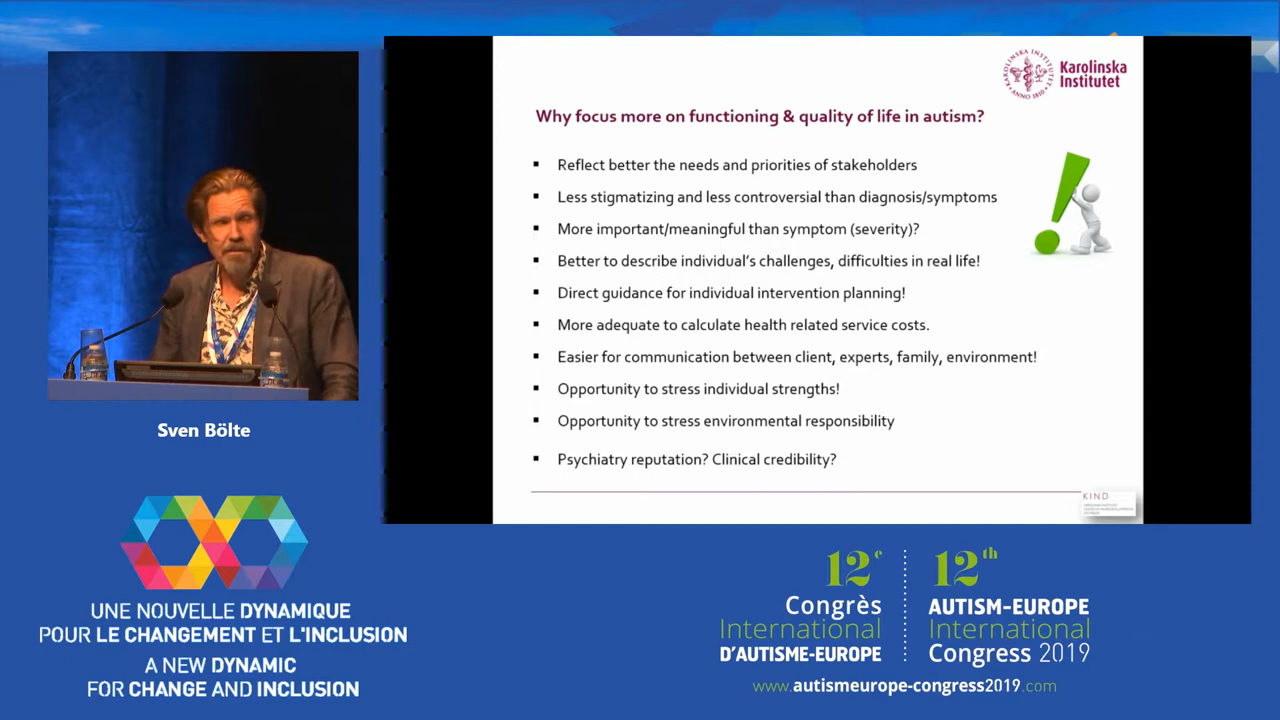 Karolinska
Institutet
KAROLINSKA INSTITUTET
ANNO 1810
Why focus more on functioning & quality of life in autism?
Reflect better the needs and priorities of stakeholders
Less stigmatizing and less controversial than diagnosis/symptoms
More important/meaningful than symptom (severity)?
Better to describe individual's challenges, difficulties in real life!
Direct guidance for individual intervention planning!
More adequate to calculate health related service costs.
Easier for communication between client, experts, family, environment!
Opportunity to stress individual strengths!
Opportunity to stress environmental responsibility
Psychiatry reputation? Clinical credibility?
KIND
Sven Bölte
UNE NOUVELLE DYNAMIQUE
POUR LE CHANGEMENT ET L'INCLUSION
A NEW DYNAMIC
FOR CHANGE AND INCLUSION
12e
Congrès
International
D'AUTISME-EUROPE
12th
AUTISM-EUROPE
International
Congress 2019
www.autismeurope-congress2019.com